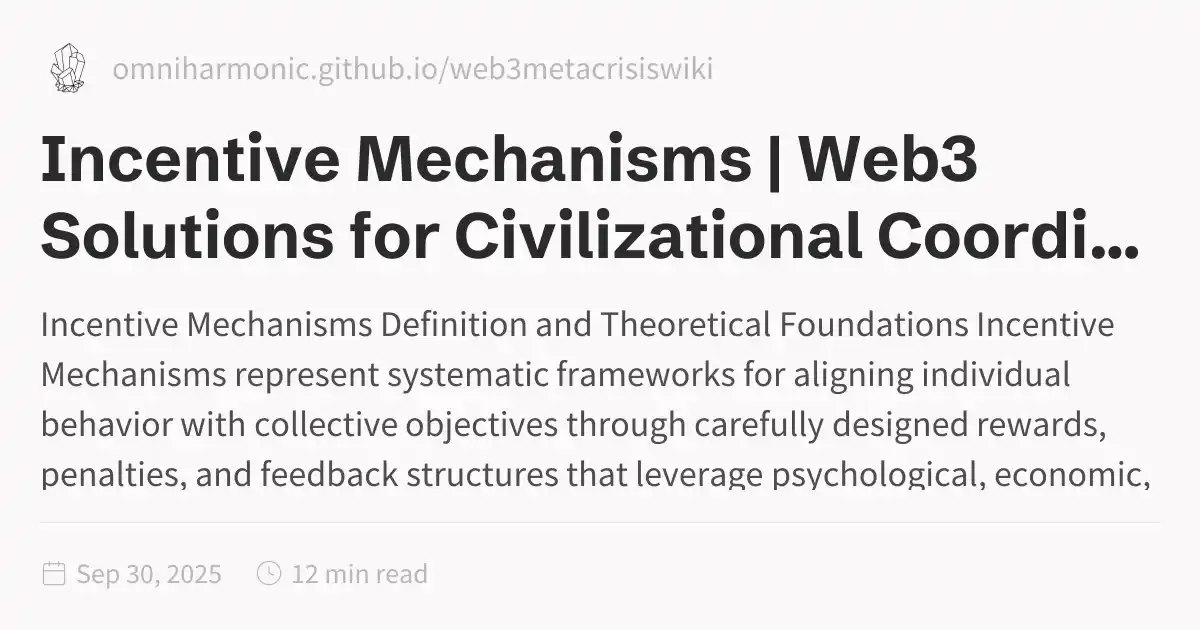 omniharmonic.github.io/web3metacrisiswiki
Incentive Mechanisms | Web3
Solutions for Civilizational Coordi...
Incentive Mechanisms Definition and Theoretical Foundations Incentive
Mechanisms represent systematic frameworks for aligning individual
behavior with collective objectives through carefully designed rewards,
penalties, and feedback structures that leverage psychological, economic,
Sep 30, 2025 12 min read